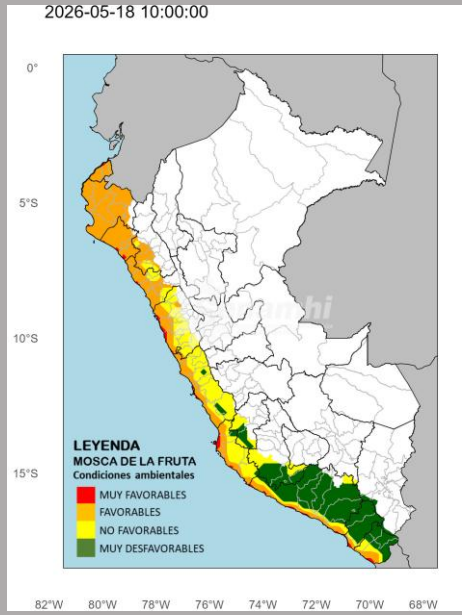 2026-05-18 10:00:00
0°
5°S
10°S
15°S
senamhi
LEYENDA
MOSCA DE LA FRUTA
Condiciones ambientales
MUY FAVORABLES
FAVORABLES
NO FAVORABLES
MUY DESFAVORABLES
82°W 80°W 78°W 76°W 74°W 72°W 70°W 68°W